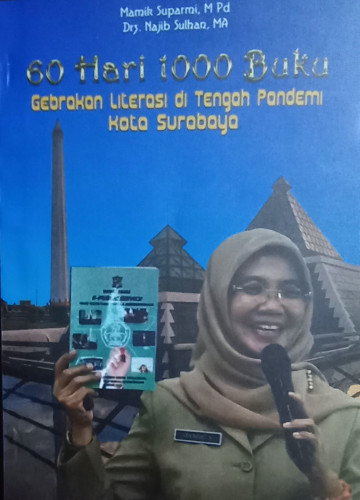 Mamik Suparmi, M Pd
Drs. Najib Sulhan, MA
60 Hari 1000 Buku
Gebrakan Literasi di Tengah Pandemi
Kota Surabaya